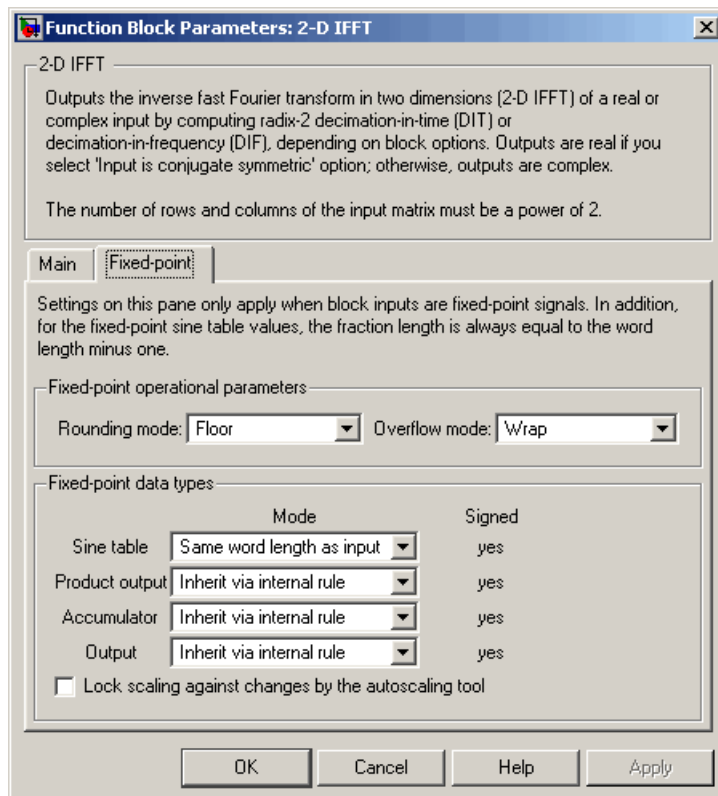 Function Block Parameters: 2-D IFFT
2-D IFFT
Outputs the inverse fast Fourier transform in two dimensions (2-D IFFT) of a real or
complex input by computing radix-2 decimation-in-time (DIT) or
decimation-in-frequency (DIF), depending on block options. Outputs are real if you
select 'Input is conjugate symmetric' option; otherwise, outputs are complex.
The number of rows and columns of the input matrix must be a power of 2.
Main Fixed-point
Settings on this pane only apply when block inputs are fixed-point signals. In addition,
for the fixed-point sine table values, the fraction length is always equal to the word
length minus one.
Fixed-point operational parameters
Rounding mode: Floor Overflow mode: Wrap
Fixed-point data types
Mode Signed
Sine table Same word length as input yes
Product output Inherit via internal rule yes
Accumulator Inherit via internal rule yes
Output Inherit via internal rule yes
Lock scaling against changes by the autoscaling tool
OK Cancel Help Apply